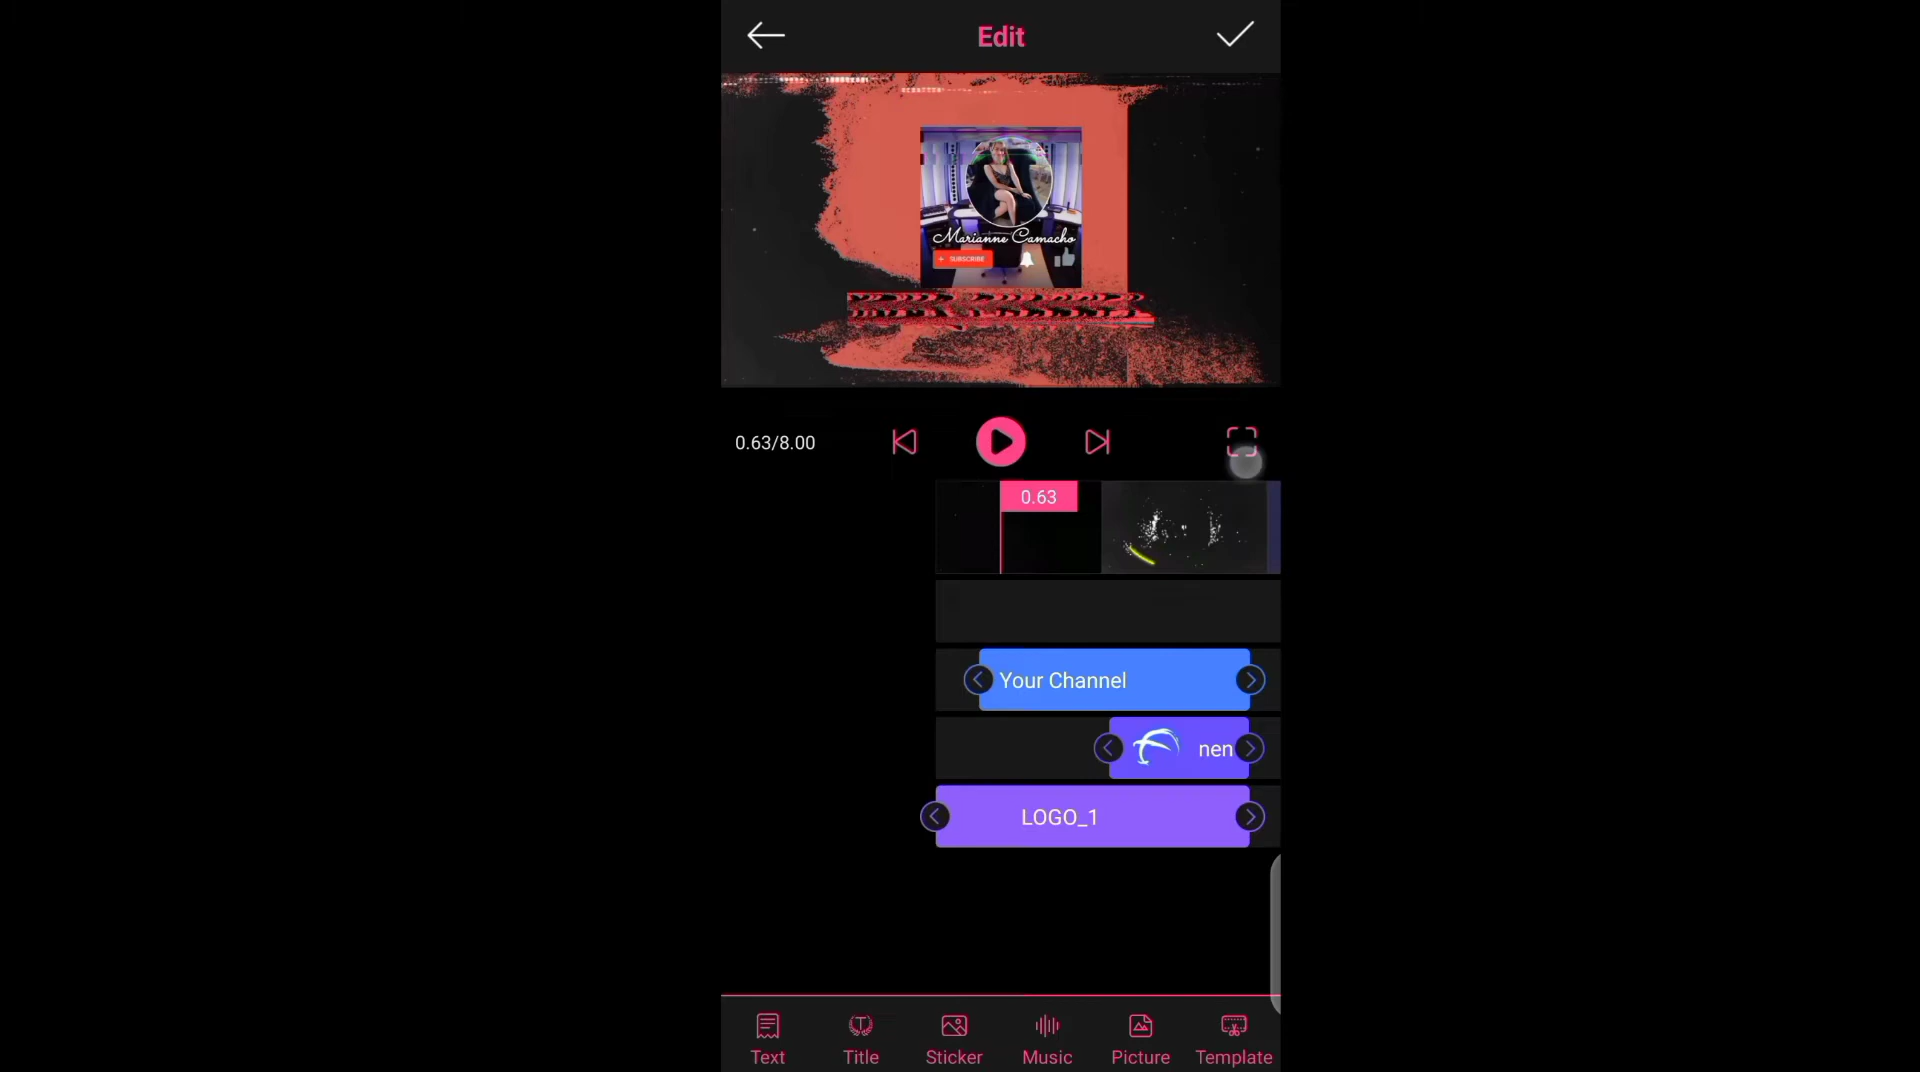 Edit
Marianne Camacho
+ SUBSCRIBE
0.63/8.00
0.63
Your Channel
nen
LOGO_1
Text
Title
Sticker
Music
Picture
Template